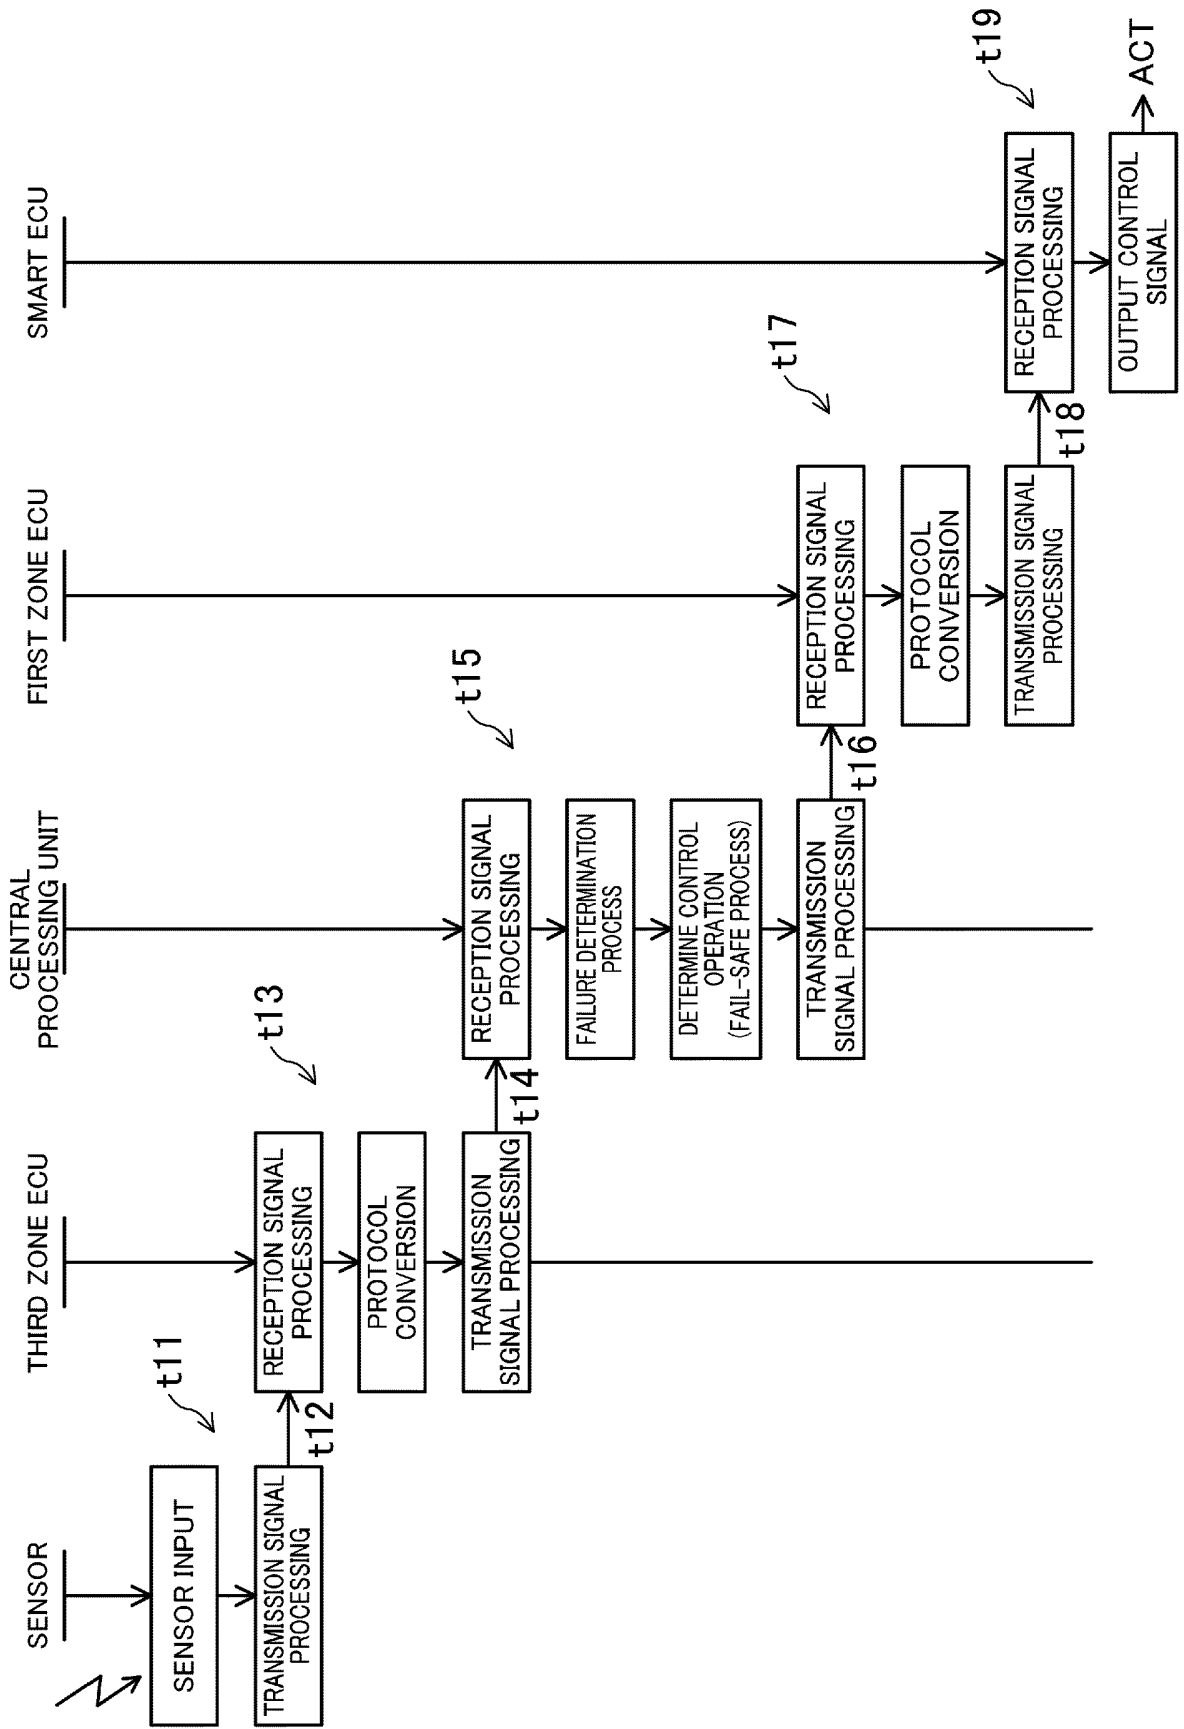 SENSOR
THIRD ZONE ECU
CENTRAL
PROCESSING UNIT
FIRST ZONE ECU
SMART ECU
SENSOR INPUT
t11
TRANSMISSION SIGNAL
PROCESSING
t12
RECEPTION SIGNAL
PROCESSING
t13
PROTOCOL
CONVERSION
TRANSMISSION
SIGNAL PROCESSING
t14
RECEPTION SIGNAL
PROCESSING
t15
FAILURE DETERMINATION
PROCESS
DETERMINE CONTROL
OPERATION
(FAIL-SAFE PROCESS)
TRANSMISSION
SIGNAL PROCESSING
t16
RECEPTION SIGNAL
PROCESSING
t17
PROTOCOL
CONVERSION
TRANSMISSION SIGNAL
PROCESSING
t18
RECEPTION SIGNAL
PROCESSING
t19
OUTPUT CONTROL
SIGNAL
ACT